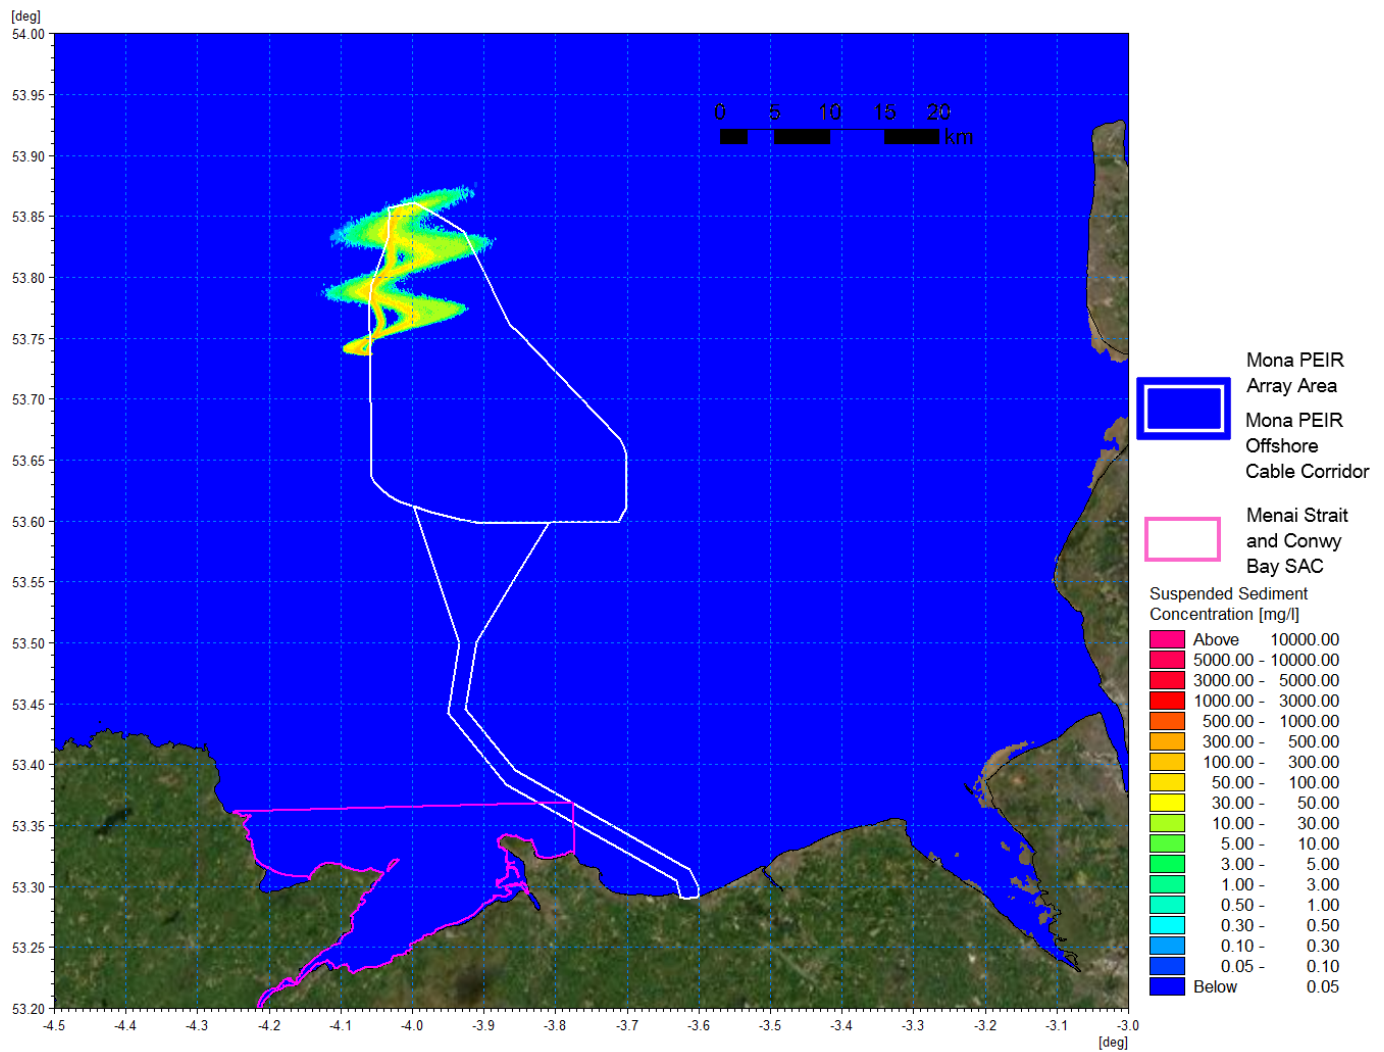 [deg]
54.00
53.95
53.90
53.85
53.80
53.75
53.70
53.65
53.60
53.55
53.50
53.45
53.40
53.35
53.30
53.25
53.20
-4.5 -4.4 -4.3 -4.2 -4.1 -4.0 -3.9 -3.8 -3.7 -3.6 -3.5 -3.4 -3.3 -3.2 -3.1 -3.0
[deg]
0 5 10 15 20
km
Mona PEIR
Array Area
Mona PEIR
Offshore
Cable Corridor
Menai Strait
and Conwy
Bay SAC
Suspended Sediment
Concentration [mg/l]
Above 10000.00
5000.00 - 10000.00
3000.00 - 5000.00
1000.00 - 3000.00
500.00 - 1000.00
300.00 - 500.00
100.00 - 300.00
50.00 - 100.00
30.00 - 50.00
10.00 - 30.00
5.00 - 10.00
3.00 - 5.00
1.00 - 3.00
0.50 - 1.00
0.30 - 0.50
0.10 - 0.30
0.05 - 0.10
Below 0.05